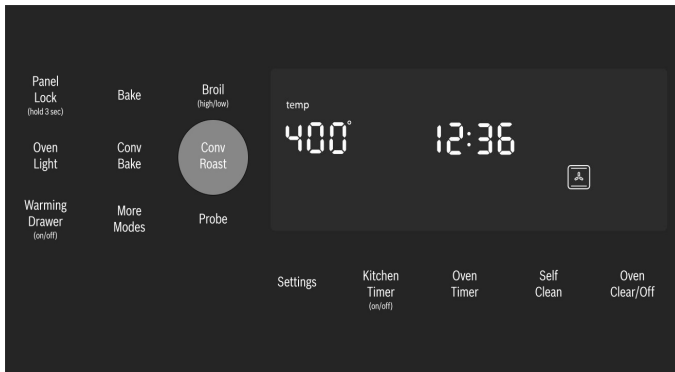 Panel
Lock
(hold 3 sec)
Bake
Broil
(high/low)
Oven
Light
Conv
Bake
Conv
Roast
Warming
Drawer
(on/off)
More
Modes
Probe
temp
400°
12:36
Settings
Kitchen
Timer
(on/off)
Oven
Timer
Self
Clean
Oven
Clear/Off